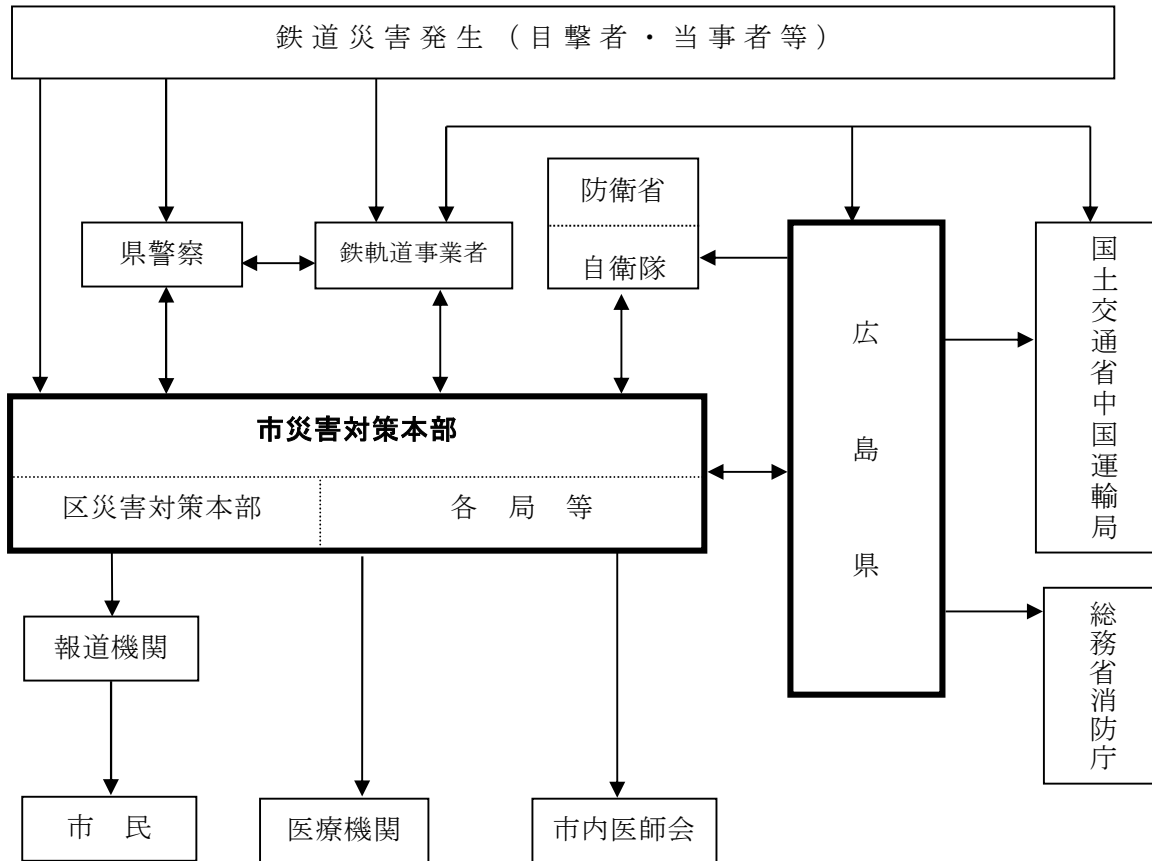 鉄道災害発生（目撃者・当事者等）
防衛省
自衛隊
県警察
鉄軌道事業者
広島県
国土交通省中国運輸局
市災害対策本部
区災害対策本部
各局等
報道機関
総務省消防庁
市民
医療機関
市内医師会